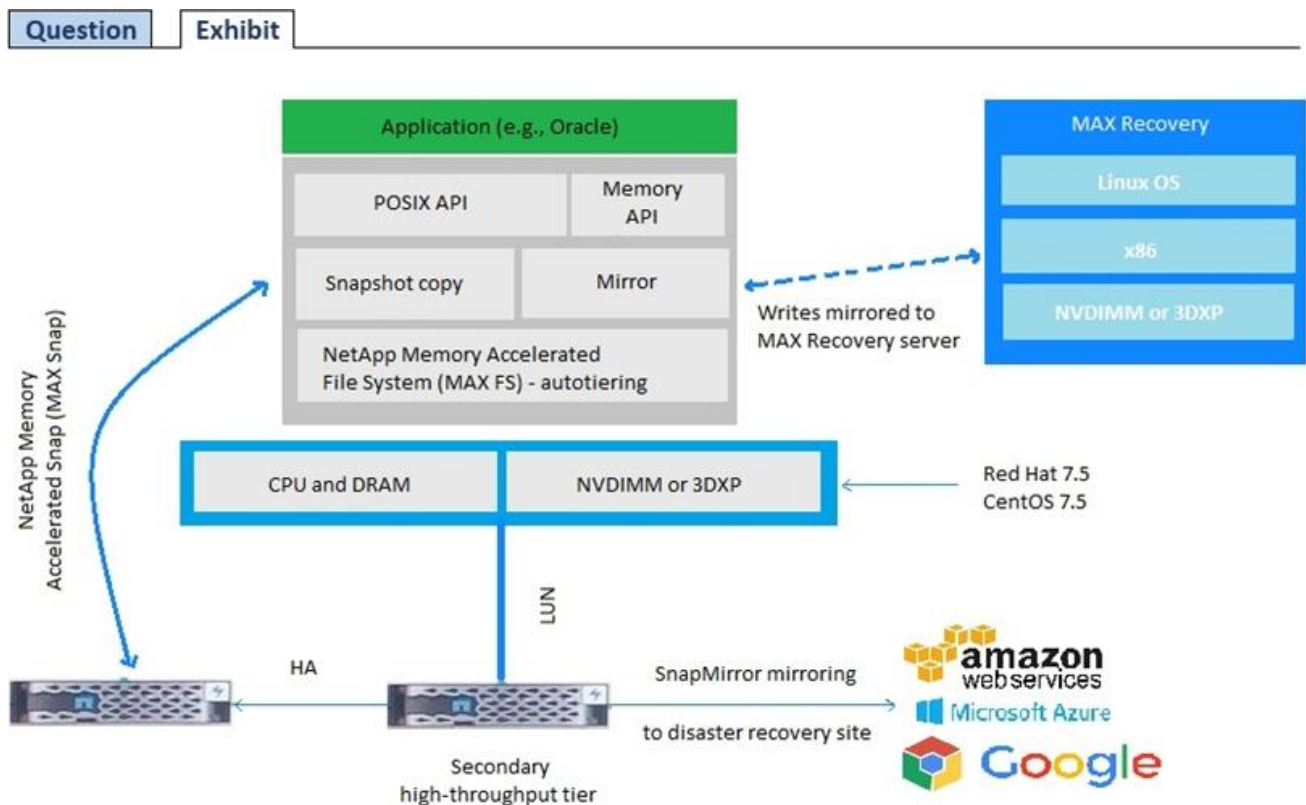 Question
Exhibit
Application (e.g., Oracle)
POSIX API
Memory
API
Snapshot copy
Mirror
NetApp Memory Accelerated
File System (MAX FS) - autotiering
MAX Recovery
Linux OS
x86
NVDIMM or 3DXP
Writes mirrored to
MAX Recovery server
NetApp Memory
Accelerated Snap (MAX Snap)
CPU and DRAM
NVDIMM or 3DXP
Red Hat 7.5
CentOS 7.5
LUN
HA
SnapMirror mirroring
to disaster recovery site
Secondary
high-throughput tier
amazon
webservices
Microsoft Azure
Google